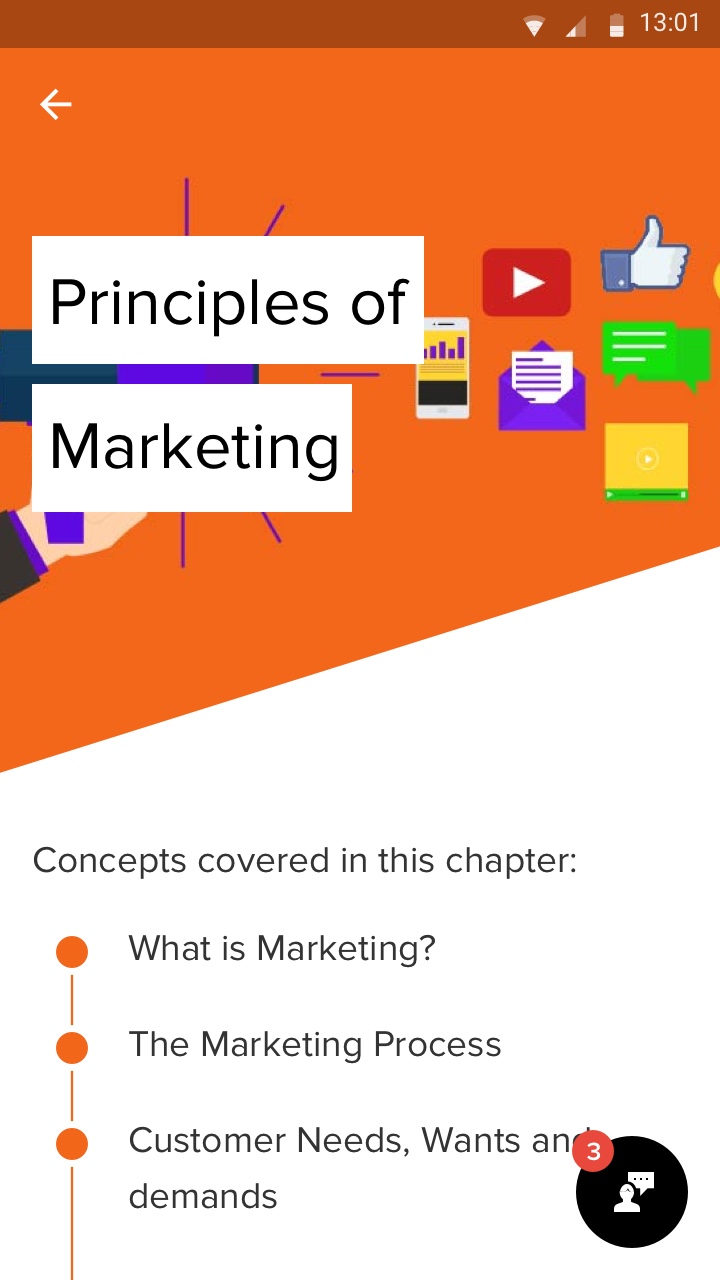 13:01
Principles of
Marketing
Concepts covered in this chapter:
What is Marketing?
The Marketing Process
Customer Needs, Wants and
demands
3